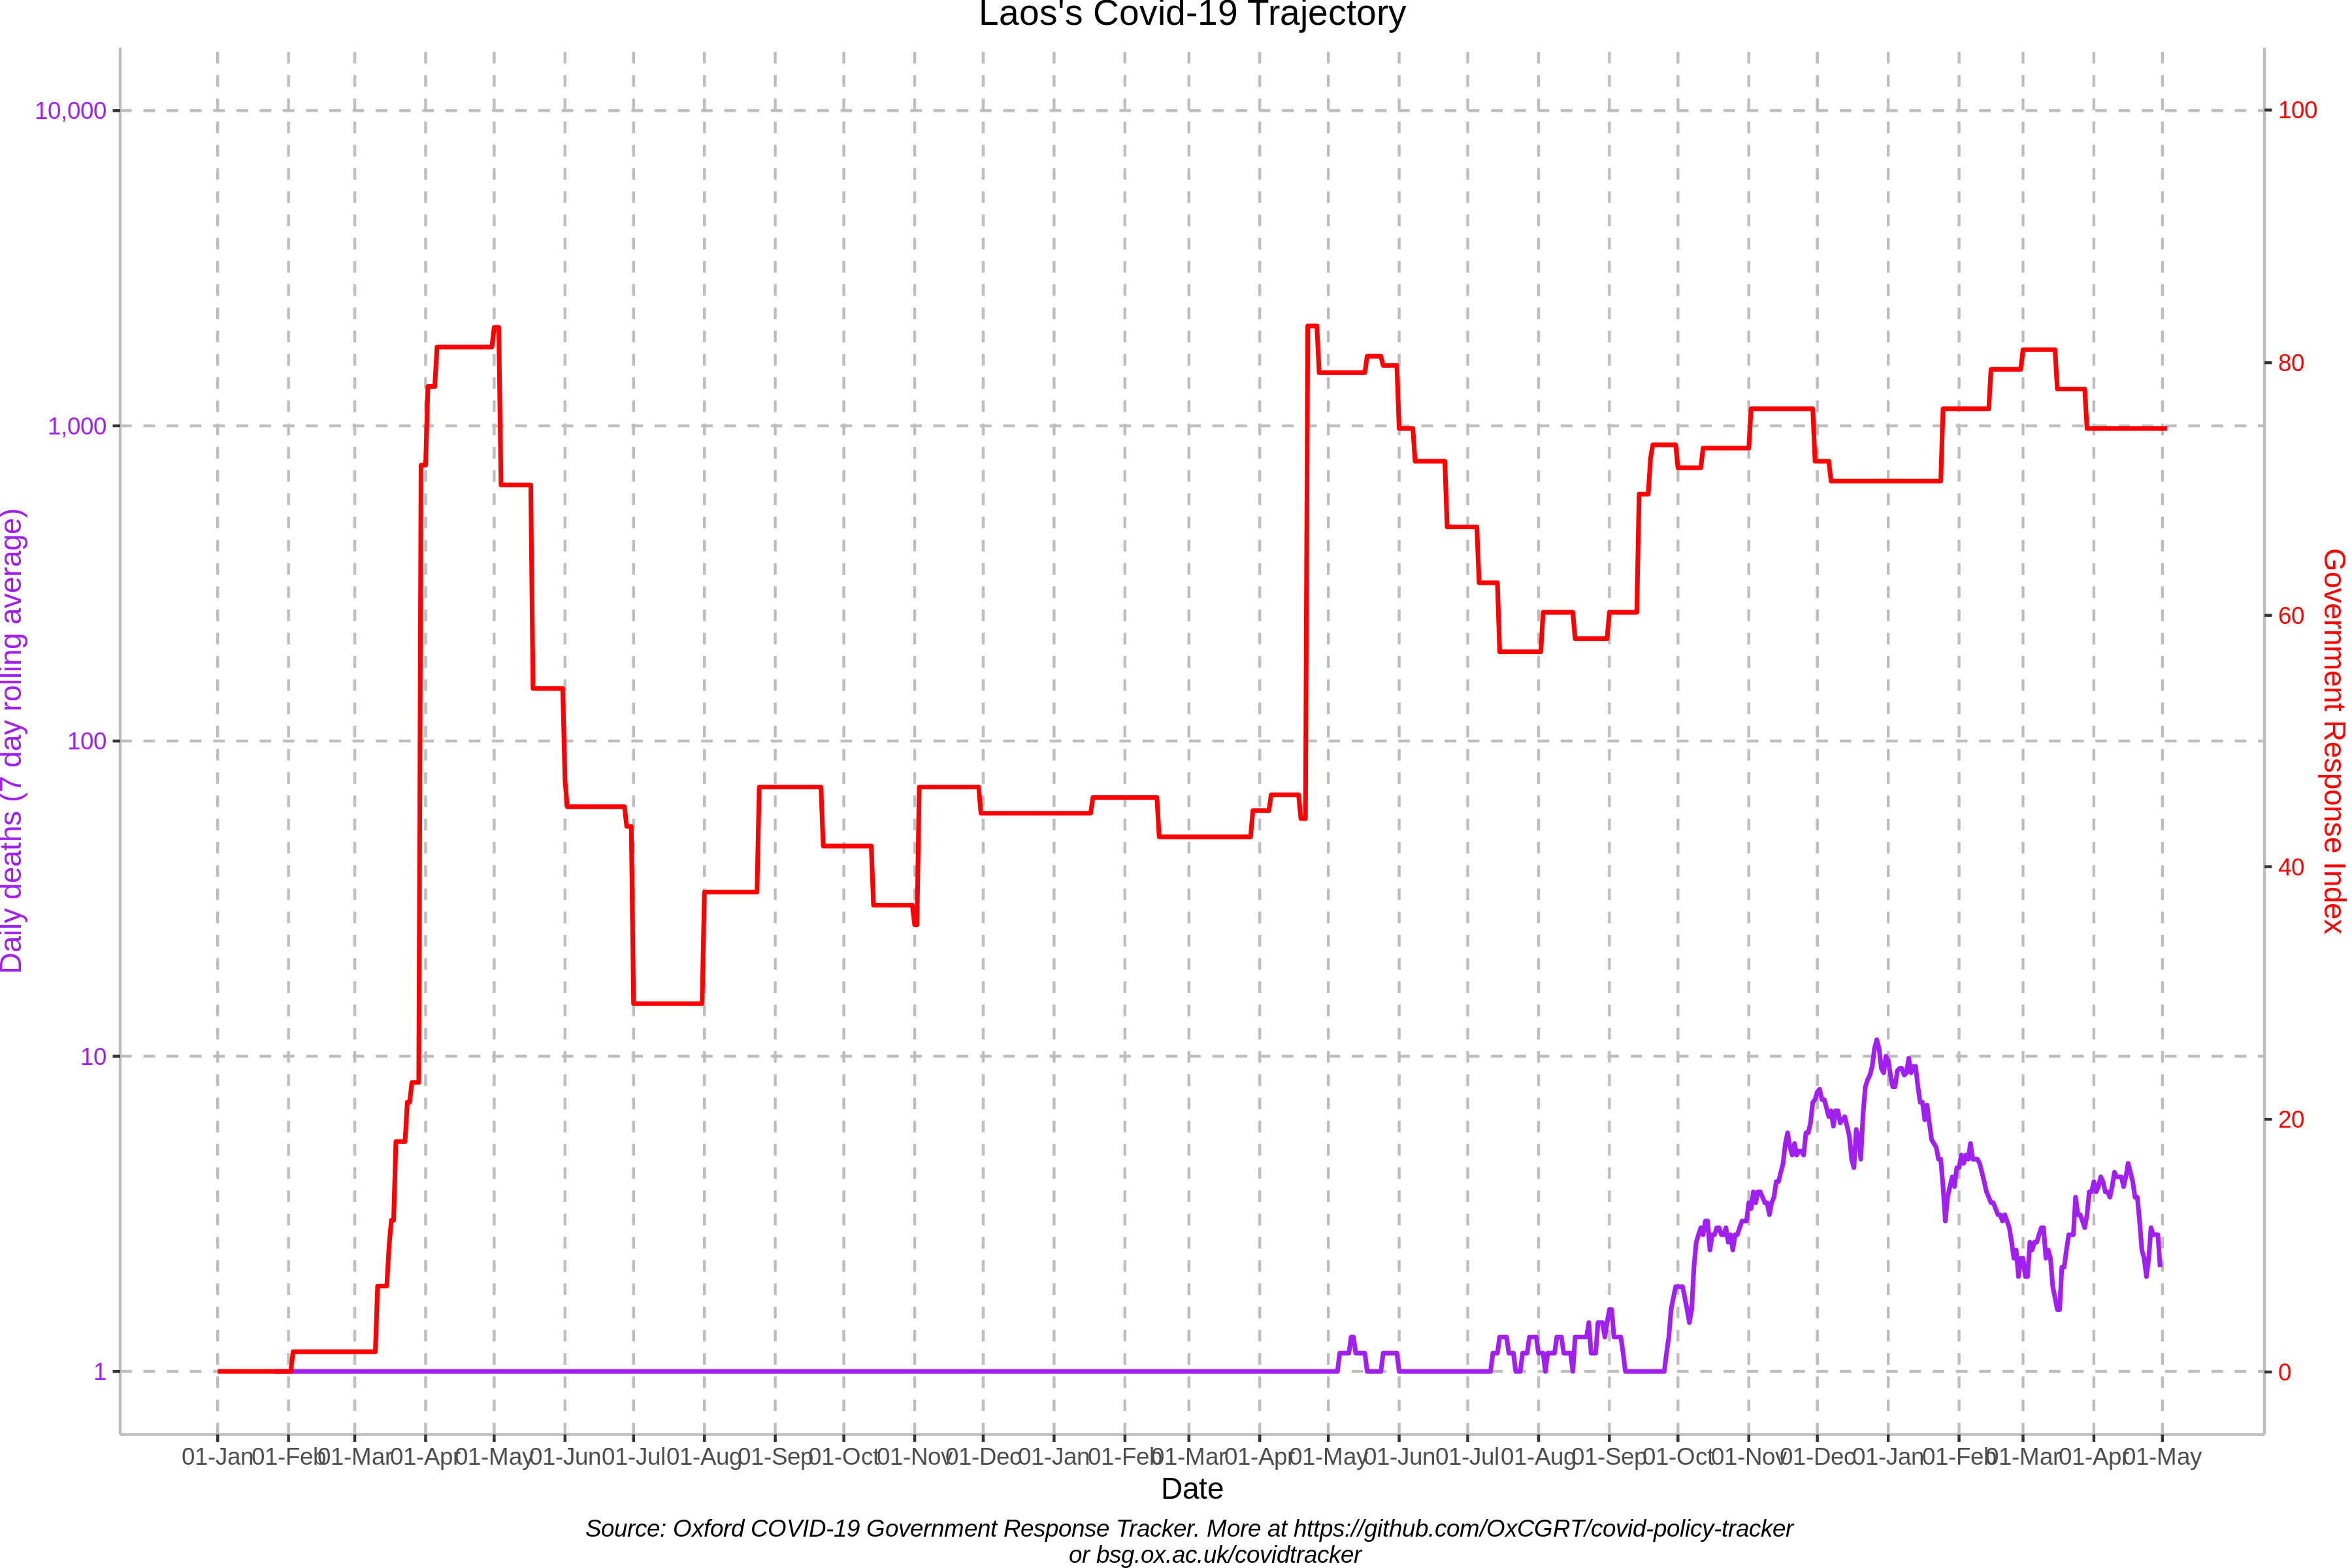 Laos's Covid-19 Trajectory
Daily deaths (7 day rolling average)
10,000
1,000
100
10
1
100
80
60
40
20
0
Government Response Index
01-Jan 01-Feb 01-Mar 01-Apr 01-May 01-Jun 01-Jul 01-Aug 01-Sep 01-Oct 01-Nov 01-Dec 01-Jan 01-Feb 01-Mar 01-Apr 01-May 01-Jun 01-Jul 01-Aug 01-Sep 01-Oct 01-Nov 01-Dec 01-Jan 01-Feb 01-Mar 01-Apr 01-May
Date
Source: Oxford COVID-19 Government Response Tracker. More at https://github.com/OxCGRT/covid-policy-tracker
or bsg.ox.ac.uk/covidtracker